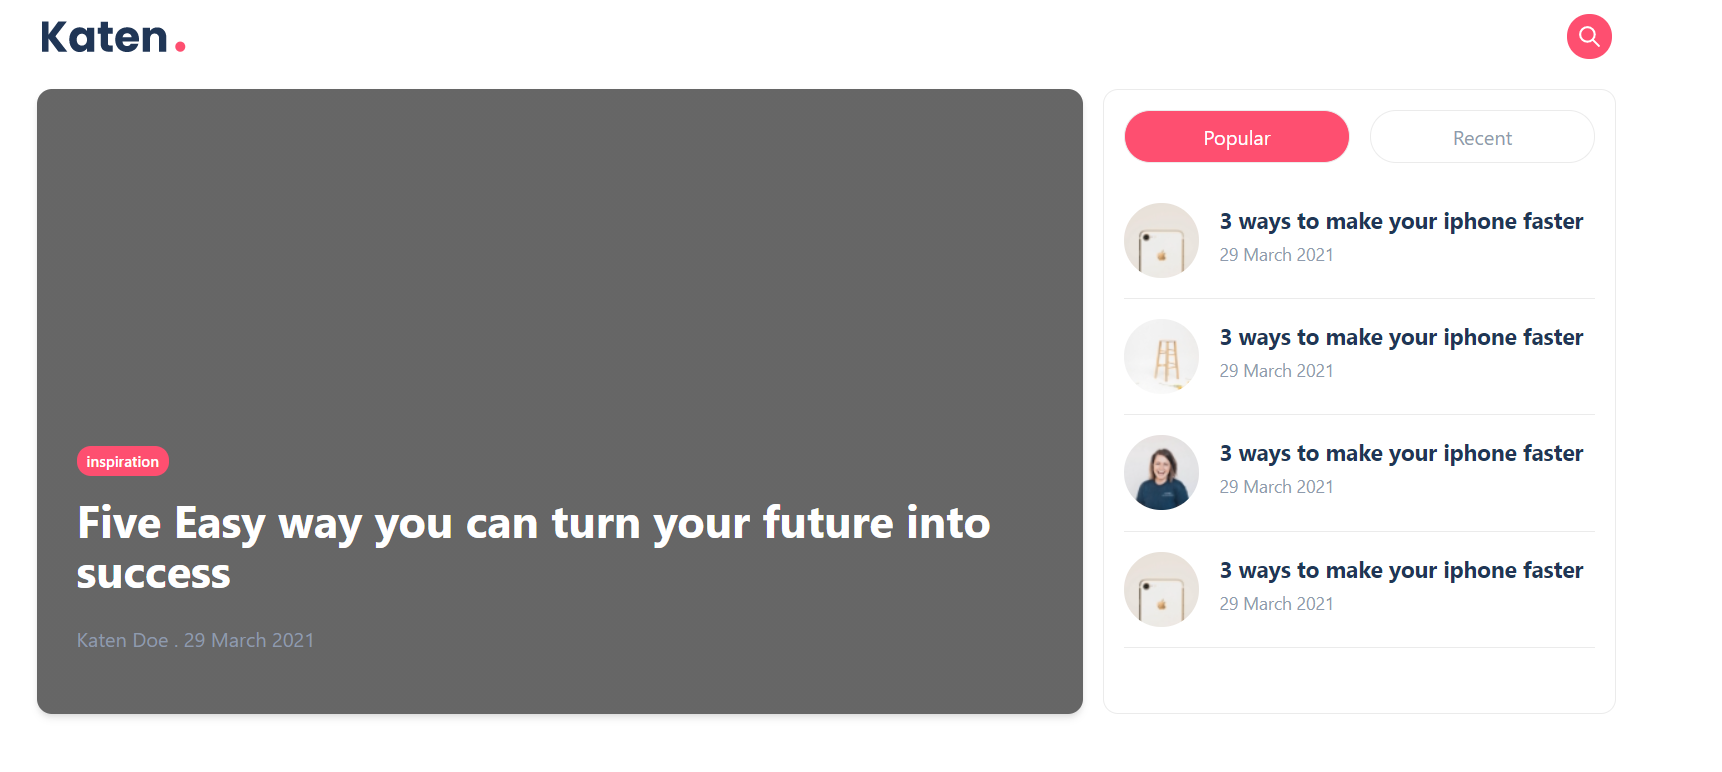 Katen.
inspiration
Five Easy way you can turn your future into
success
Katen Doe . 29 March 2021
Popular
Recent
3 ways to make your iphone faster
29 March 2021
3 ways to make your iphone faster
29 March 2021
3 ways to make your iphone faster
29 March 2021
3 ways to make your iphone faster
29 March 2021